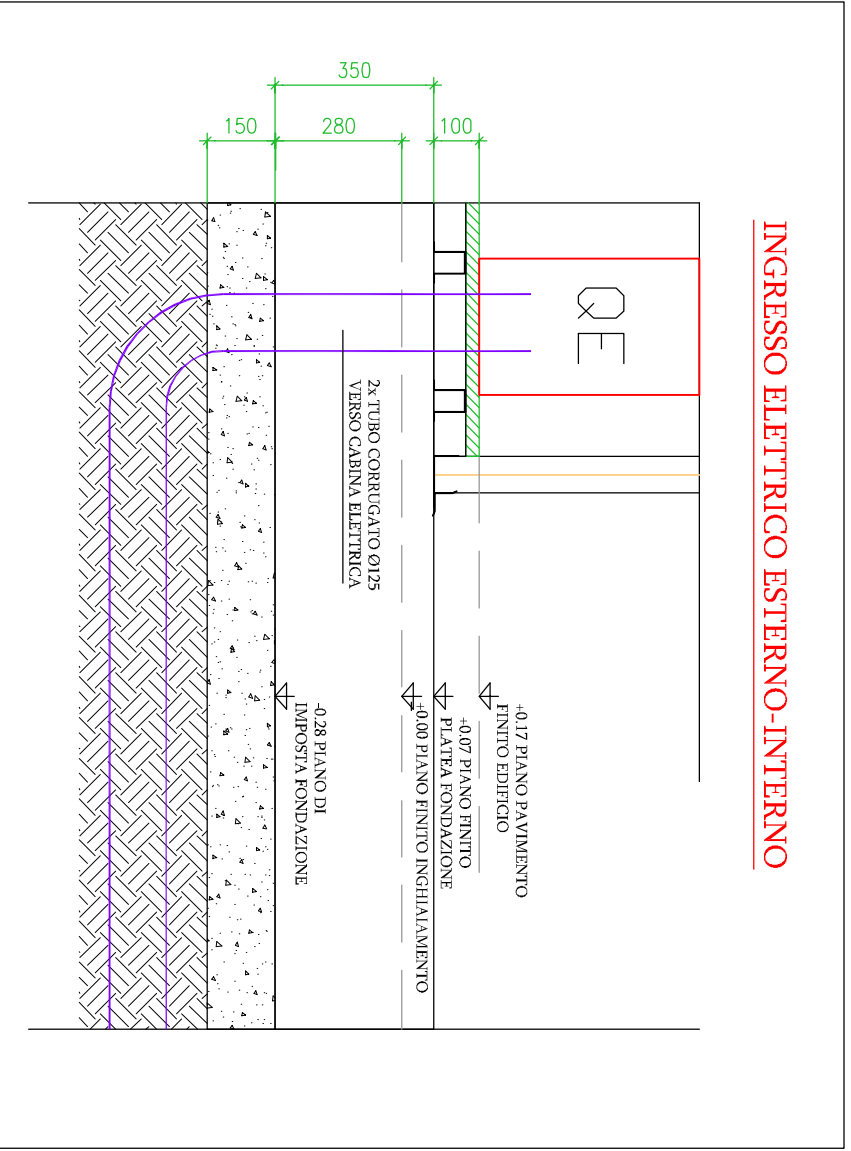 INGRESSO ELETTRICO ESTERNO-INTERNO
QE
+0.17 PIANO PAVIMENTO
FINITO EDIFICIO
+0.07 PIANO FINITO
PLATEA FONDAZIONE
+0.00 PIANO FINITO INGHIAIAMENTO
2x TUBO CORRUGATO Ø125
VERSO CABINA ELETTRICA
-0.28 PIANO DI
IMPOSTA FONDAZIONE
350
150
280
100